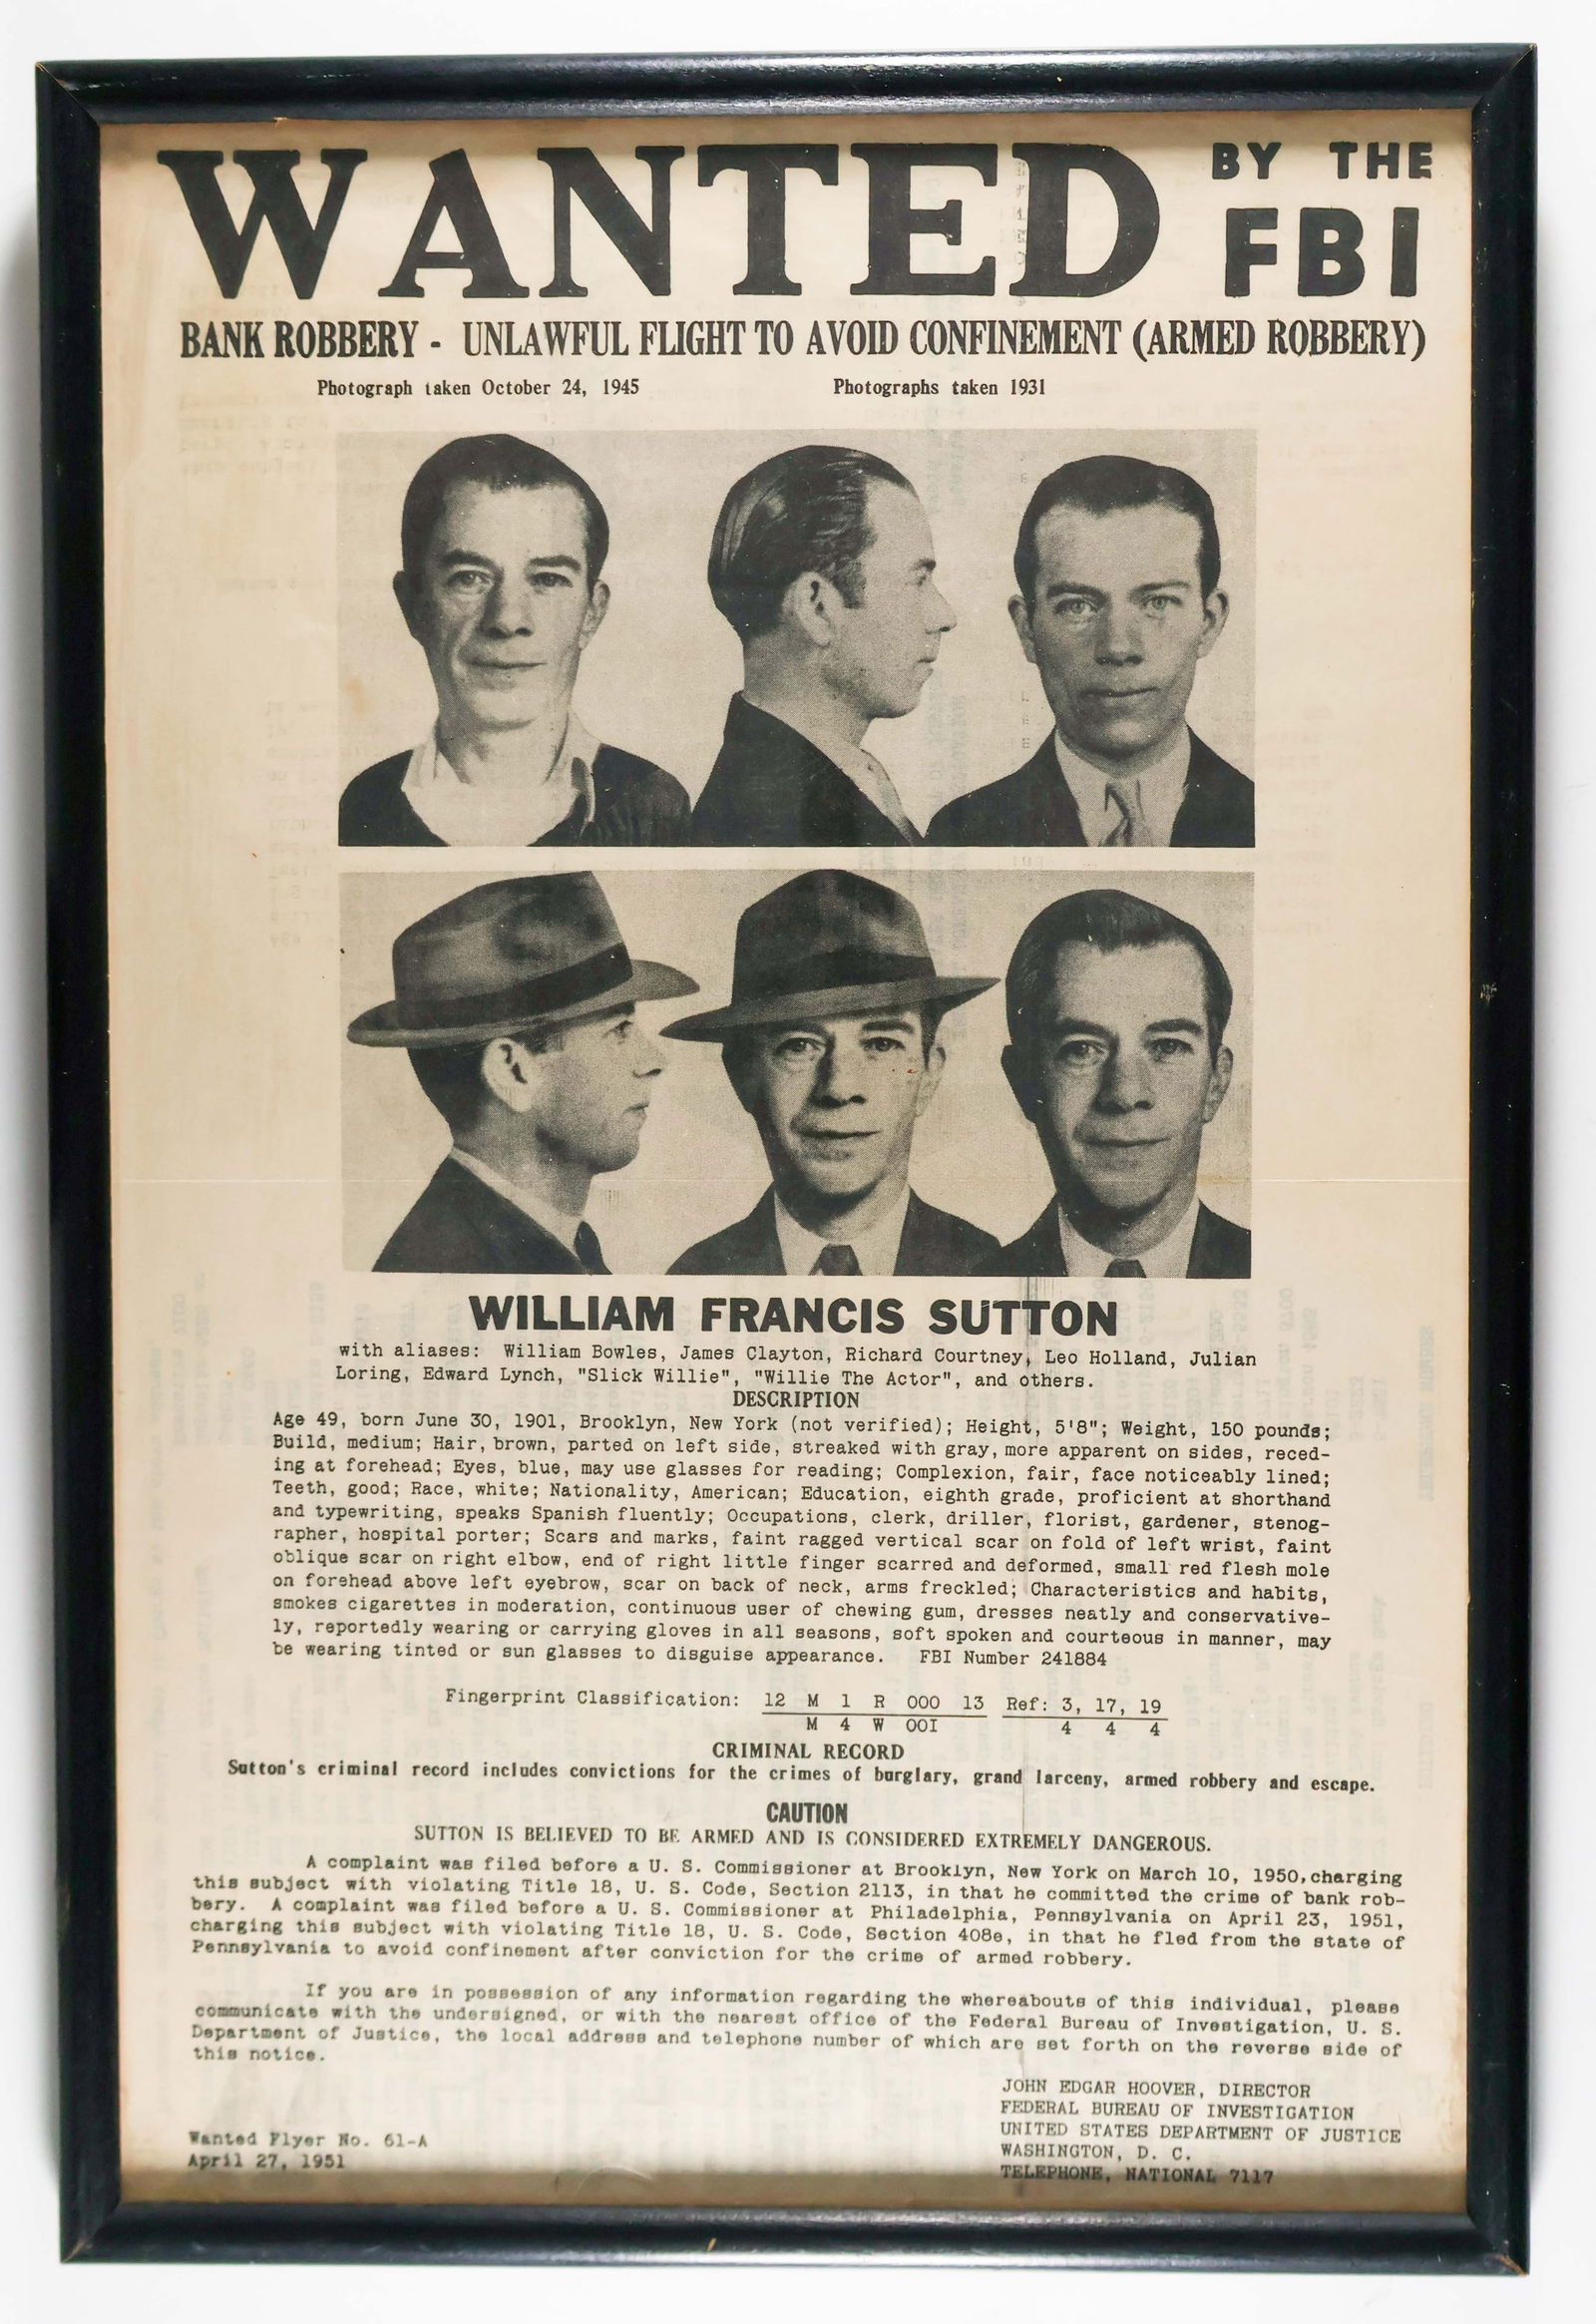 WANTED BY THE
FBI
BANK ROBBERY - UNLAWFUL FLIGHT TO AVOID CONFINEMENT (ARMED ROBBERY)
Photograph taken October 24, 1945 Photographs taken 1931
WILLIAM FRANCIS SUTTON
with aliases: William Bowles, James Clayton, Richard Courtney, Leo Holland, Julian
Loring, Edward Lynch, "Slick Willie", "Willie The Actor", and others.
DESCRIPTION
Age 49, born June 30, 1901, Brooklyn, New York (not verified); Height, 5'8"; Weight, 150 pounds;
Build, medium; Hair, brown, parted on left side, streaked with gray, more apparent on sides, reced-
ing at forehead; Eyes, blue, may use glasses for reading; Complexion, fair, face noticeably lined;
Teeth, good; Race, white; Nationality, American; Education, eighth grade, proficient at shorthand
and typewriting, speaks Spanish fluently; Occupations, clerk, driller, florist, gardener, stenog-
rapher, hospital porter; Scars and marks, faint ragged vertical scar on fold of left wrist, faint
oblique scar on right elbow, end of right little finger scarred and deformed, small red flesh mole
on forehead above left eyebrow, scar on back of neck, arms freckled; Characteristics and habits,
smokes cigarettes in moderation, continuous user of chewing gum, dresses neatly and conservative-
ly, reportedly wearing or carrying gloves in all seasons, soft spoken and courteous in manner, may
be wearing tinted or sun glasses to disguise appearance. FBI Number 241884
Fingerprint Classification: 12 M 1 R OOO 13 Ref: 3, 17, 19
M 4 W OOI 4 4 4
CRIMINAL RECORD
Sutton's criminal record includes convictions for the crimes of burglary, grand larceny, armed robbery and escape.
CAUTION
SUTTON IS BELIEVED TO BE ARMED AND IS CONSIDERED EXTREMELY DANGEROUS.
A complaint was filed before a U. S. Commissioner at Brooklyn, New York on March 10, 1950, charging
this subject with violating Title 18, U. S. Code, Section 2113, in that he committed the crime of bank rob-
bery. A complaint was filed before a U. S. Commissioner at Philadelphia, Pennsylvania on April 23, 1951,
charging this subject with violating Title 18, U. S. Code, Section 408e, in that he fled from the state of
Pennsylvania to avoid confinement after conviction for the crime of armed robbery.
If you are in possession of any information regarding the whereabouts of this individual, please
communicate with the undersigned, or with the nearest office of the Federal Bureau of Investigation, U. S.
Department of Justice, the local address and telephone number of which are set forth on the reverse side of
this notice.
JOHN EDGAR HOOVER, DIRECTOR
FEDERAL BUREAU OF INVESTIGATION
UNITED STATES DEPARTMENT OF JUSTICE
WASHINGTON, D. C.
TELEPHONE, NATIONAL 7117
Wanted Flyer No. 61-A
April 27, 1951